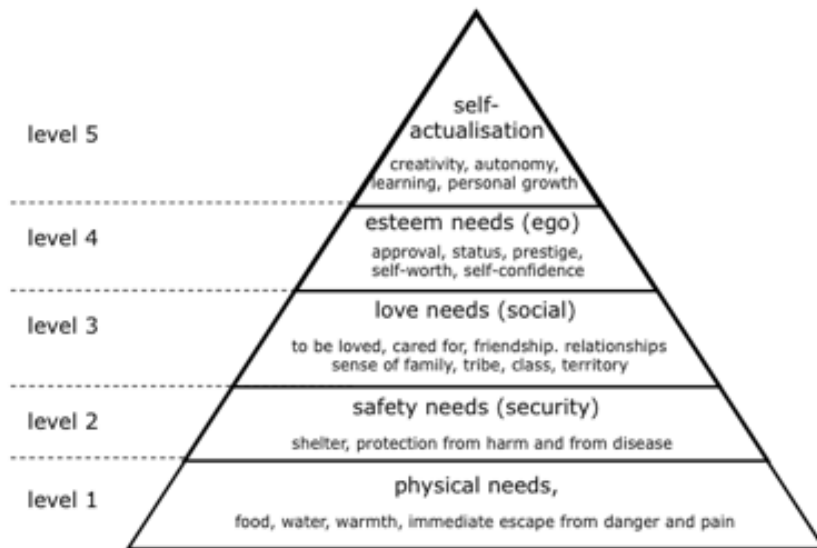 self-
actualisation
level 5
creativity, autonomy,
learning, personal growth
esteem needs (ego)
level 4
approval, status, prestige,
self-worth, self-confidence
love needs (social)
level 3
to be loved, cared for, friendship. relationships
sense of family, tribe, class, territory
safety needs (security)
level 2
shelter, protection from harm and from disease
physical needs,
level 1
food, water, warmth, immediate escape from danger and pain